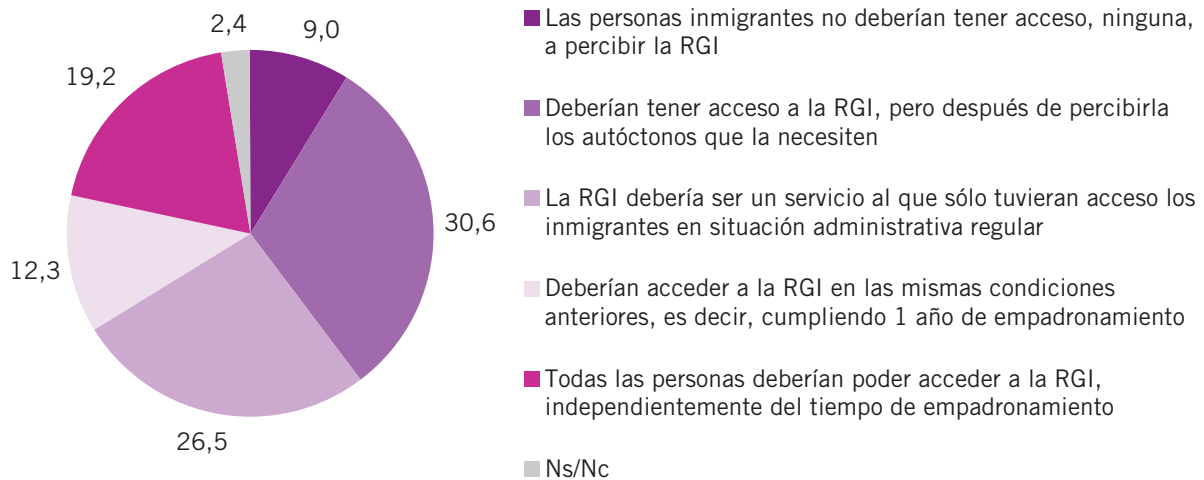 2,4
9,0
19,2
30,6
12,3
26,5
Las personas inmigrantes no deberían tener acceso, ninguna,
a percibir la RGI
Deberían tener acceso a la RGI, pero después de percibirla
los autóctonos que la necesiten
La RGI debería ser un servicio al que sólo tuvieran acceso los
inmigrantes en situación administrativa regular
Deberían acceder a la RGI en las mismas condiciones
anteriores, es decir, cumpliendo 1 año de empadronamiento
Todas las personas deberían poder acceder a la RGI,
independientemente del tiempo de empadronamiento
Ns/Nc